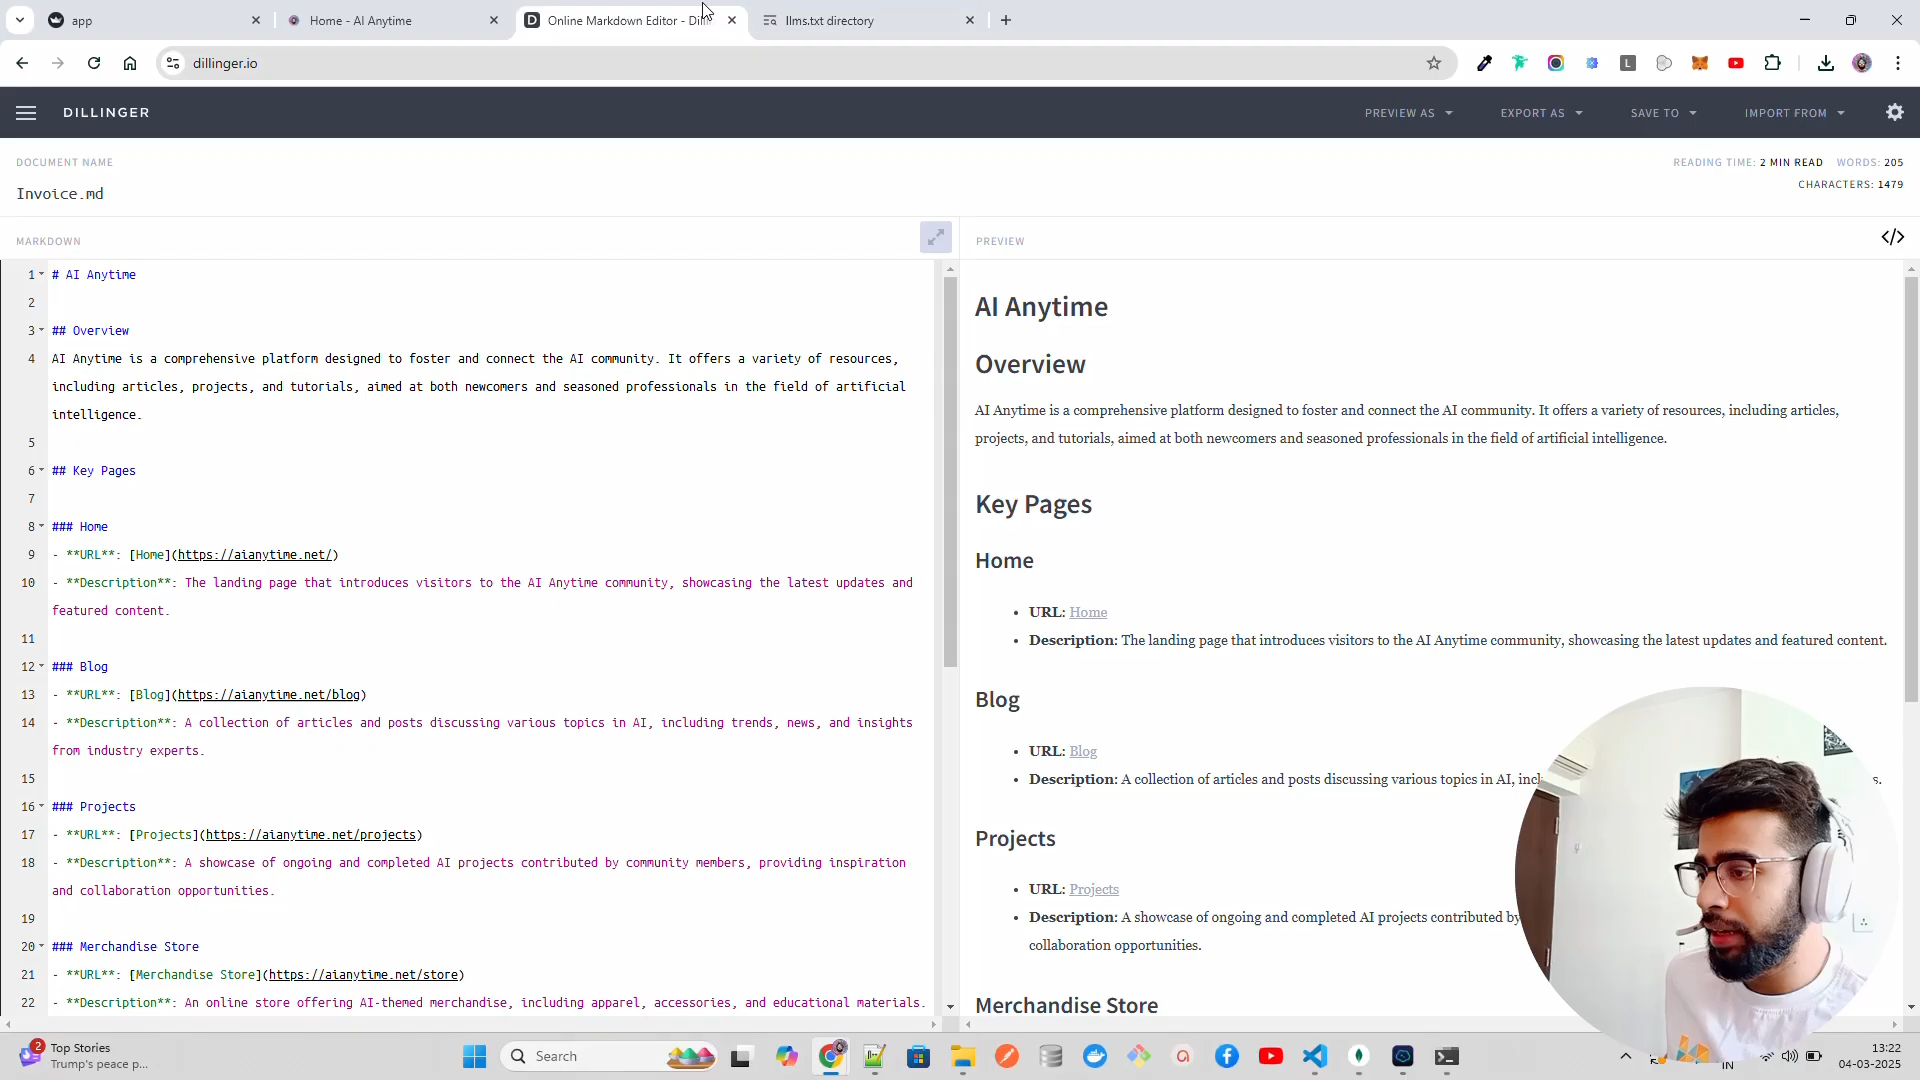 app
Home - AI Anytime
Online Markdown Editor - Dilli
llms.txt directory
dillinger.io
DILLINGER
PREVIEW AS
EXPORT AS
SAVE TO
IMPORT FROM
DOCUMENT NAME
Invoice.md
READING TIME: 2 MIN READ WORDS: 205
CHARACTERS: 1479
MARKDOWN
PREVIEW
1 # AI Anytime
2
3 ## Overview
4 AI Anytime is a comprehensive platform designed to foster and connect the AI community. It offers a variety of resources,
including articles, projects, and tutorials, aimed at both newcomers and seasoned professionals in the field of artificial
intelligence.
5
6 ## Key Pages
7
8 ### Home
9 - **URL**: [Home](https://aianytime.net/)
10 - **Description**: The landing page that introduces visitors to the AI Anytime community, showcasing the latest updates and
featured content.
11
12 ### Blog
13 - **URL**: [Blog](https://aianytime.net/blog)
14 - **Description**: A collection of articles and posts discussing various topics in AI, including trends, news, and insights
from industry experts.
15
16 ### Projects
17 - **URL**: [Projects](https://aianytime.net/projects)
18 - **Description**: A showcase of ongoing and completed AI projects contributed by community members, providing inspiration
and collaboration opportunities.
19
20 ### Merchandise Store
21 - **URL**: [Merchandise Store](https://aianytime.net/store)
22 - **Description**: An online store offering AI-themed merchandise, including apparel, accessories, and educational materials.
AI Anytime
Overview
AI Anytime is a comprehensive platform designed to foster and connect the AI community. It offers a variety of resources, including articles,
projects, and tutorials, aimed at both newcomers and seasoned professionals in the field of artificial intelligence.
Key Pages
Home
• URL: Home
• Description: The landing page that introduces visitors to the AI Anytime community, showcasing the latest updates and featured content.
Blog
• URL: Blog
• Description: A collection of articles and posts discussing various topics in AI, incl s.
Projects
• URL: Projects
• Description: A showcase of ongoing and completed AI projects contributed by
collaboration opportunities.
Merchandise Store
2
Top Stories
Trump's peace p...
Search
IN
13:22
04-03-2025